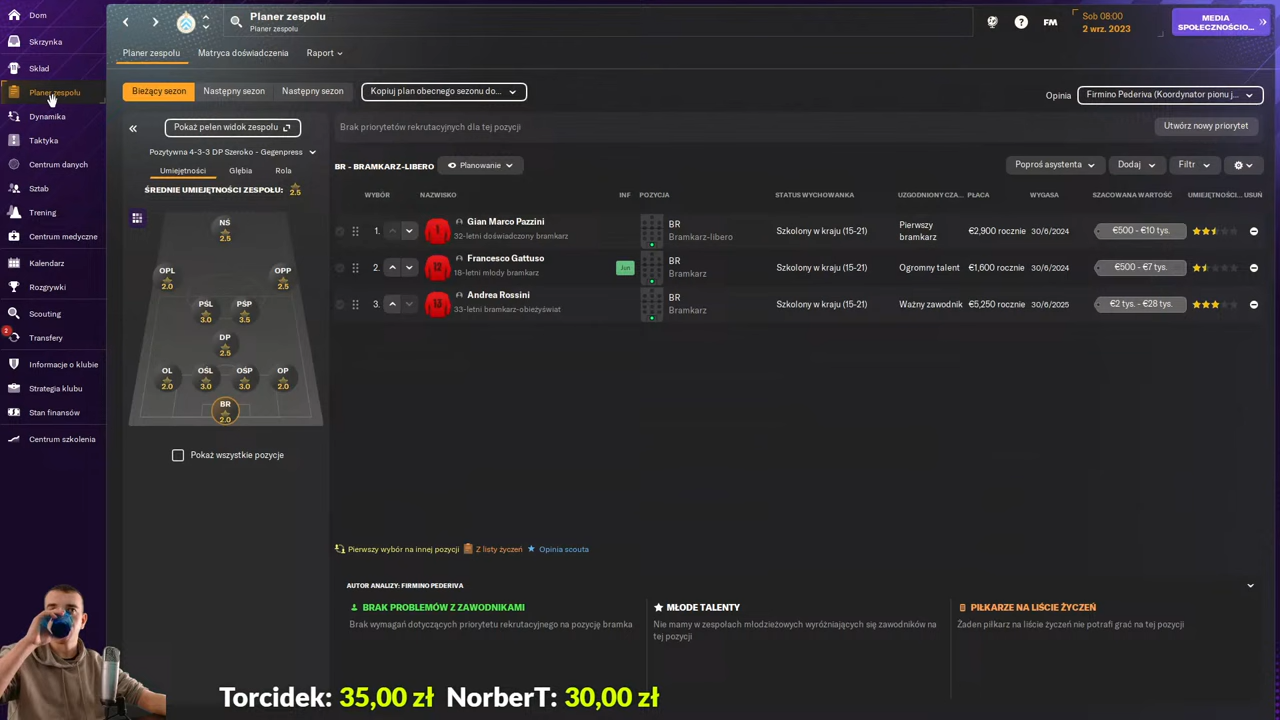 Dom
Skrzynka
Skład
Planer zespołu
Dynamika
Taktyka
Centrum danych
Sztab
Trening
Centrum medyczne
Kalendarz
Rozgrywki
Scouting
2
Transfery
Informacje o klubie
Strategia klubu
Stan finansów
Centrum szkolenia
Planer zespołu
Planer zespołu
FM
Sob 08:00
2 wrz. 2023
MEDIA
SPOŁECZNOŚCIO...
Planer zespołu Matryca doświadczenia Raport
Bieżący sezon Następny sezon Następny sezon Kopiuj plan obecnego sezonu do...
Opinia Firmino Pederiva (Koordynator pionu j...
Pokaż pełen widok zespołu
Pozytywna 4-3-3 DP Szeroko - Gegenpress
Umiejętności Głębia Rola
ŚREDNIE UMIEJĘTNOŚCI ZESPOŁU: 2.5
NŚ
2.5
OPL OPP
2.0 2.5
PŚL PŚP
3.0 3.5
DP
2.5
OL OŚL OŚP OP
2.0 3.0 3.0 2.0
BR
2.0
Pokaż wszystkie pozycje
Brak priorytetów rekrutacyjnych dla tej pozycji Utwórz nowy priorytet
BR - BRAMKARZ-LIBERO Planowanie Poproś asystenta Dodaj Filtr
WYBÓR NAZWISKO INF POZYCJA STATUS WYCHOWANKA UZGODNIONY CZA... PŁACA WYGASA SZACOWANA WARTOŚĆ UMIEJĘTNOŚCI... USUŃ
1. 1 Gian Marco Pazzini BR Szkolony w kraju (15-21) Pierwszy bramkarz €2,900 rocznie 30/6/2024 €500 - €10 tys.
32-letni doświadczony bramkarz Bramkarz-libero
2. 12 Francesco Gattuso Jun BR Szkolony w kraju (15-21) Ogromny talent €1,600 rocznie 30/6/2024 €500 - €7 tys.
18-letni młody bramkarz Bramkarz
3. 13 Andrea Rossini BR Szkolony w kraju (15-21) Ważny zawodnik €5,250 rocznie 30/6/2025 €2 tys. - €28 tys.
33-letni bramkarz-obieżyświat Bramkarz
Pierwszy wybór na innej pozycji Z listy życzeń Opinia scouta
AUTOR ANALIZY: FIRMINO PEDERIVA
BRAK PROBLEMÓW Z ZAWODNIKAMI
Brak wymagań dotyczących priorytetu rekrutacyjnego na pozycję bramka
MŁODE TALENTY
Nie mamy w zespołach młodzieżowych wyróżniających się zawodników na
tej pozycji
PIŁKARZE NA LIŚCIE ŻYCZEŃ
Żaden piłkarz na liście życzeń nie potrafi grać na tej pozycji
Torcidek: 35,00 zł NorberT: 30,00 zł